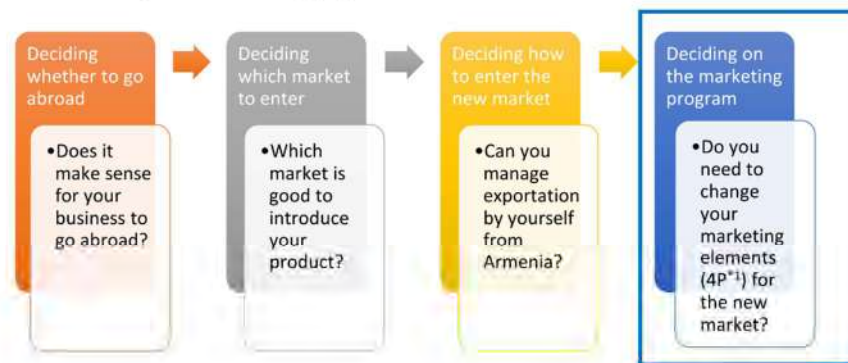 Deciding
whether to go
abroad
•Does it
make sense
for your
business to
go abroad?
Deciding
which market
to enter
•Which
market is
good to
introduce
your
product?
Deciding how
to enter the
new market
•Can you
manage
exportation
by yourself
from
Armenia?
Deciding on
the marketing
program
•Do you
need to
change
your
marketing
elements
(4P*¹) for
the new
market?